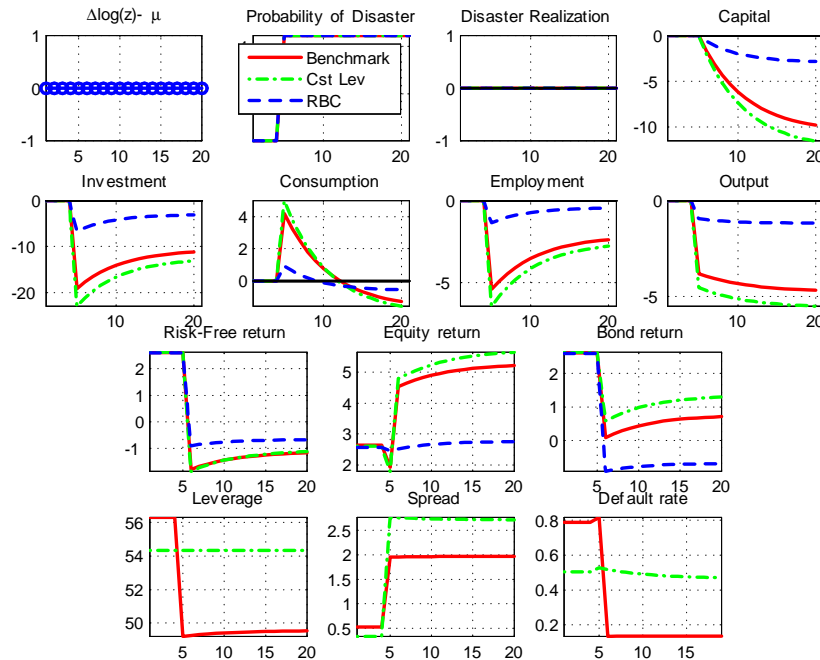 Δlog(z)- μ
Probability of Disaster
Disaster Realization
Capital
1
0
-1
5 10 15 20
1
0
-1
Benchmark
Cst Lev
RBC
10 20
1
0
-1
5 10 15 20
0
-5
-10
10 20
Investment
Consumption
Employment
Output
0
-10
-20
10 20
4
2
0
10 20
0
-5
10 20
0
-5
10 20
Risk-Free return
Equity return
Bond return
2
1
0
-1
5 10 15 20
5
4
3
2
5 10 15 20
2
1
0
5 10 15 20
Leverage
Spread
Default rate
56
54
52
50
5 10 15 20
2.5
2
1.5
1
0.5
5 10 15 20
0.8
0.6
0.4
0.2
5 10 15